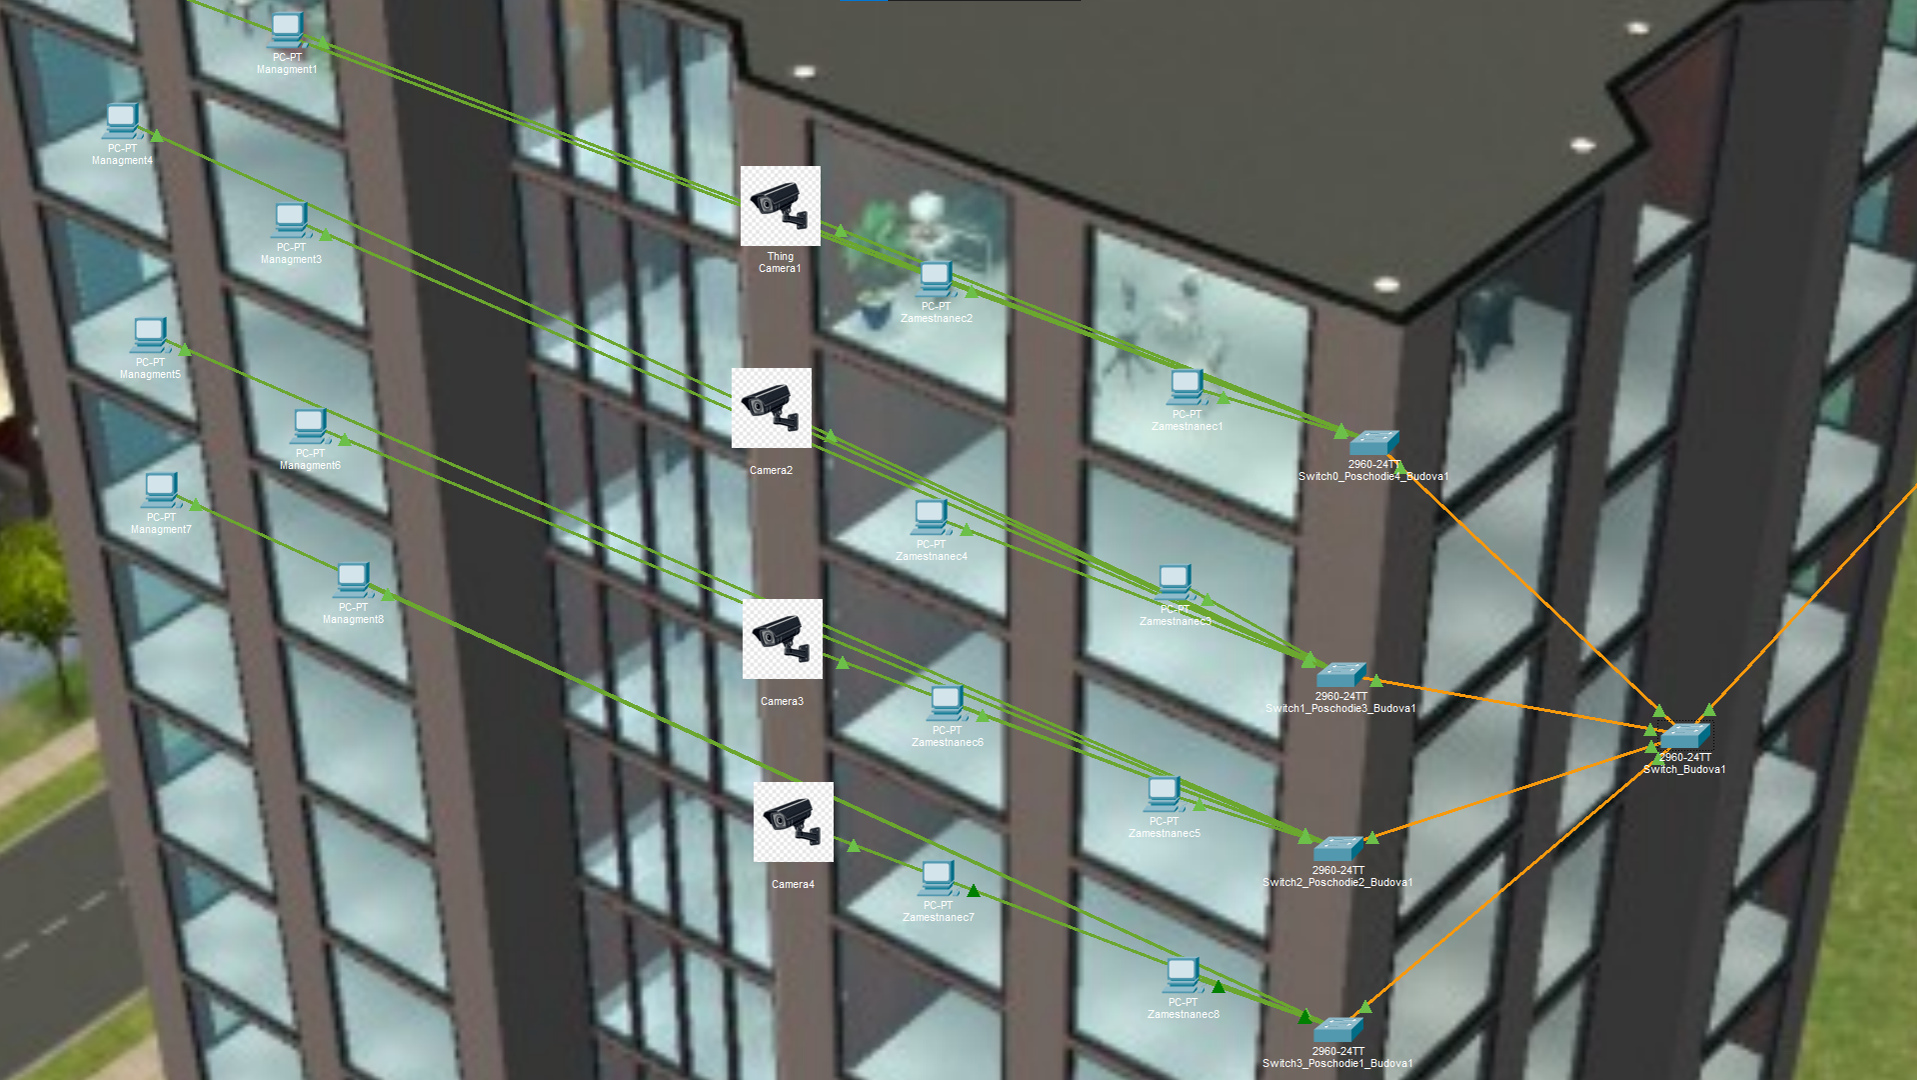 PC-PT
Managment1
PC-PT
Managment4
PC-PT
Managment3
Thing
Camera1
PC-PT
Zamestnanec2
PC-PT
Managment5
PC-PT
Zamestnanec1
PC-PT
Managment6
Camera2
2960-24TT
Switch0_Poschodie4_Budova1
PC-PT
Managment7
PC-PT
Zamestnanec4
PC-PT
Managment8
PC-PT
Zamestnanec3
Camera3
2960-24TT
Switch1_Poschodie3_Budova1
PC-PT
Zamestnanec6
2960-24TT
Switch_Budova1
PC-PT
Zamestnanec5
Camera4
2960-24TT
Switch2_Poschodie2_Budova1
PC-PT
Zamestnanec7
PC-PT
Zamestnanec8
2960-24TT
Switch3_Poschodie1_Budova1